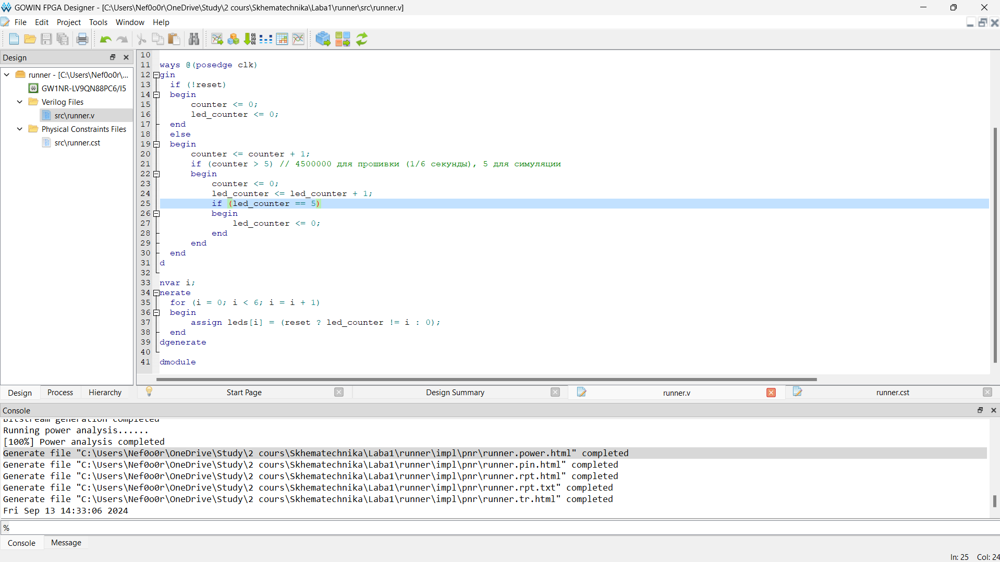 GOWIN FPGA Designer - [C:\Users\Nef0o0r\OneDrive\Study\2 cours\Skhematechnika\Laba1\runner\src\runner.v]
File Edit Project Tools Window Help
Design
runner - [C:\Users\Nef0o0r\...
GW1NR-LV9QN88PC6/I5
Verilog Files
src\runner.v
Physical Constraints Files
src\runner.cst
Design Process Hierarchy
10
11 ways @(posedge clk)
12 gin
13 if (!reset)
14 begin
15 counter <= 0;
16 led_counter <= 0;
17 end
18 else
19 begin
20 counter <= counter + 1;
21 if (counter > 5) // 4500000 для прошивки (1/6 секунды), 5 для симуляции
22 begin
23 counter <= 0;
24 led_counter <= led_counter + 1;
25 if (led_counter == 5)
26 begin
27 led_counter <= 0;
28 end
29 end
30 end
31 d
32
33 nvar i;
34 nerate
35 for (i = 0; i < 6; i = i + 1)
36 begin
37 assign leds[i] = (reset ? led_counter != i : 0);
38 end
39 dgenerate
40
41 dmodule
Start Page Design Summary runner.v runner.cst
Console
Bitstream generation completed
Running power analysis......
[100%] Power analysis completed
Generate file "C:\Users\Nef0o0r\OneDrive\Study\2 cours\Skhematechnika\Laba1\runner\impl\pnr\runner.power.html" completed
Generate file "C:\Users\Nef0o0r\OneDrive\Study\2 cours\Skhematechnika\Laba1\runner\impl\pnr\runner.pin.html" completed
Generate file "C:\Users\Nef0o0r\OneDrive\Study\2 cours\Skhematechnika\Laba1\runner\impl\pnr\runner.rpt.html" completed
Generate file "C:\Users\Nef0o0r\OneDrive\Study\2 cours\Skhematechnika\Laba1\runner\impl\pnr\runner.rpt.txt" completed
Generate file "C:\Users\Nef0o0r\OneDrive\Study\2 cours\Skhematechnika\Laba1\runner\impl\pnr\runner.tr.html" completed
Fri Sep 13 14:33:06 2024
%
Console Message
In: 25 Col: 24